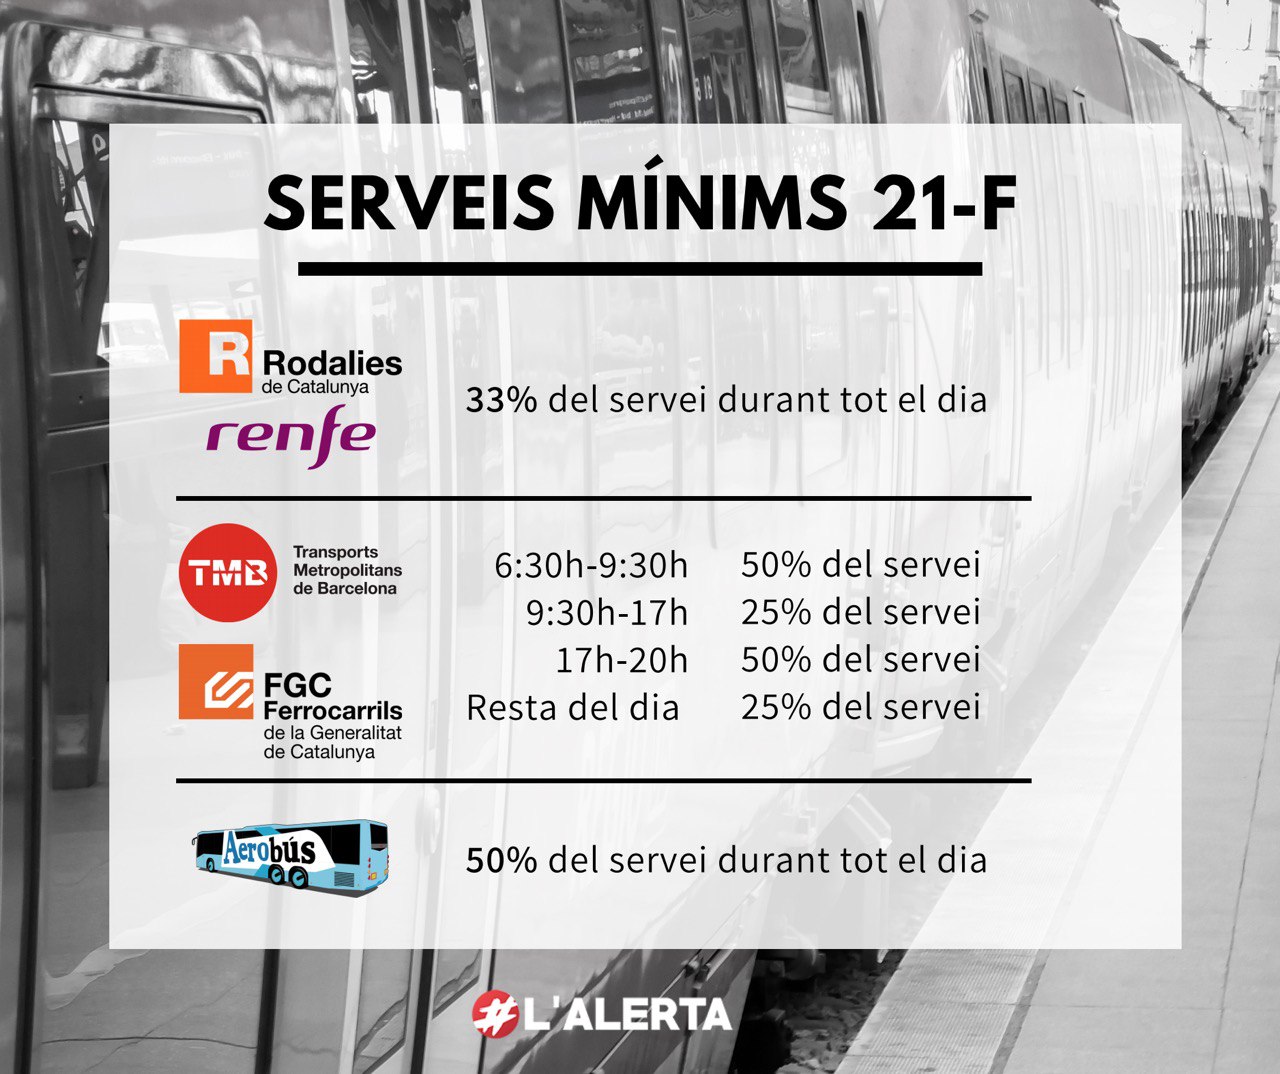 SERVEIS MÍNIMS 21-F
R Rodalies
de Catalunya
renfe
33% del servei durant tot el dia
TMB
Transports
Metropolitans
de Barcelona
FGC
Ferrocarrils
de la Generalitat
de Catalunya
6:30h-9:30h 50% del servei
9:30h-17h 25% del servei
17h-20h 50% del servei
Resta del dia 25% del servei
Aerobús
50% del servei durant tot el dia
#L'ALERTA